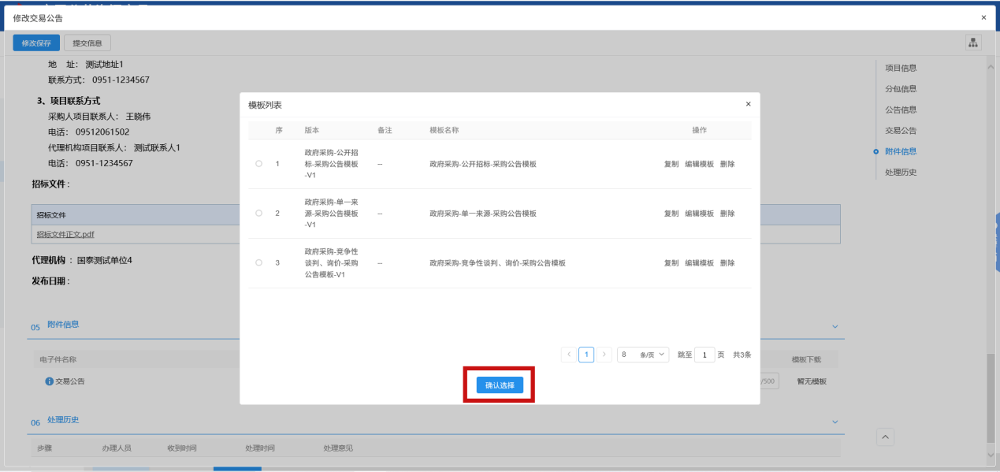 修改交易公告 ×
修改保存 提交信息
地 址： 测试地址1
联系方式： 0951-1234567
3、项目联系方式
采购人项目联系人： 王晓伟
电话： 09512061502
代理机构项目联系人： 测试联系人1
电话： 0951-1234567
招标文件：
招标文件
招标文件正文.pdf
代理机构 ：国泰测试单位4
发布日期：
05 附件信息
电子件名称
模板下载
交易公告
/500
暂无模板
06 处理历史
步骤 办理人员 收到时间 处理时间 处理意见
项目信息
分包信息
公告信息
交易公告
附件信息
处理历史
模板列表 ×
序 版本 备注 模板名称 操作
1
政府采购-公开招
标-采购公告模板
-V1
--
政府采购-公开招标-采购公告模板
复制 编辑模板 删除
2
政府采购-单一来
源-采购公告模板
-V1
--
政府采购-单一来源-采购公告模板
复制 编辑模板 删除
3
政府采购-竞争性
谈判、询价-采购
公告模板-V1
--
政府采购-竞争性谈判、询价-采购公告模板
复制 编辑模板 删除
1 8 条/页 跳至 1 页 共3条
确认选择